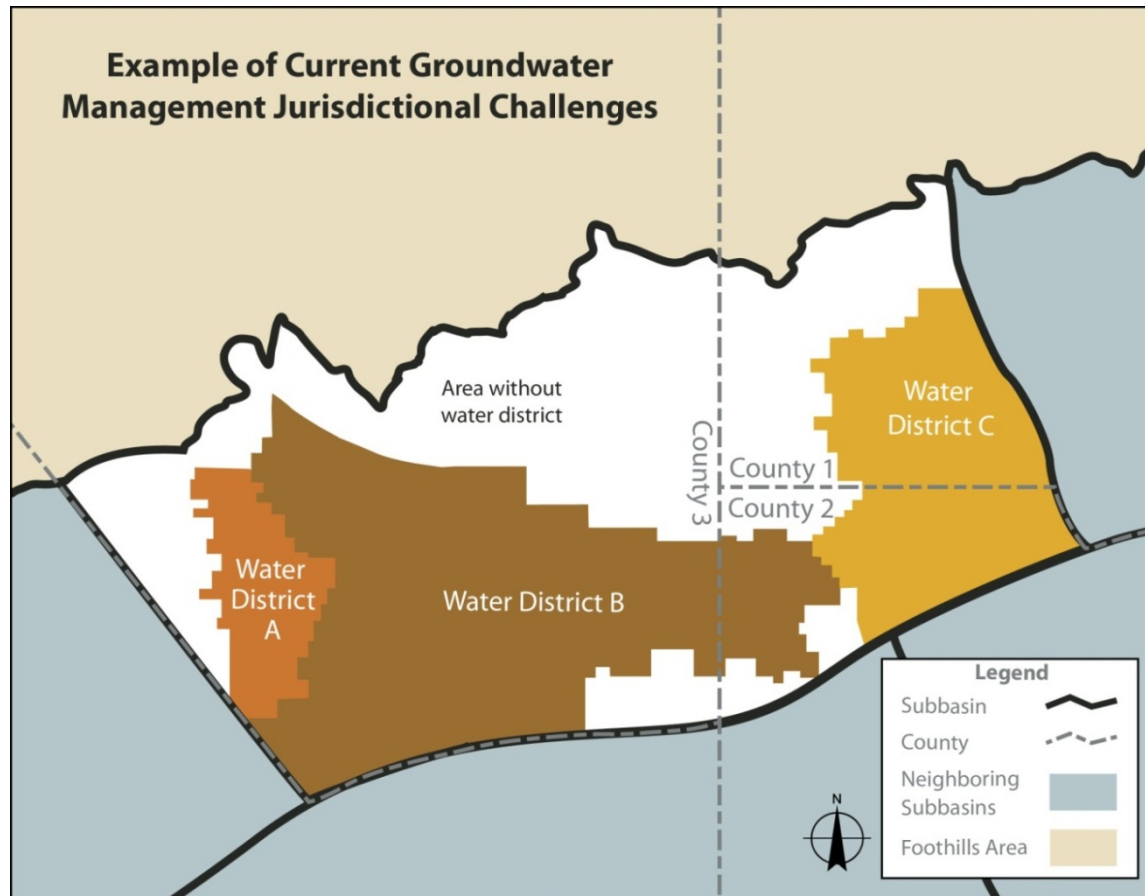 Example of Current Groundwater
Management Jurisdictional Challenges
Area without
water district
Water
District C
County 3
County 1
County 2
Water
District
A
Water District B
N
Legend
Subbasin
County
Neighboring
Subbasins
Foothills Area